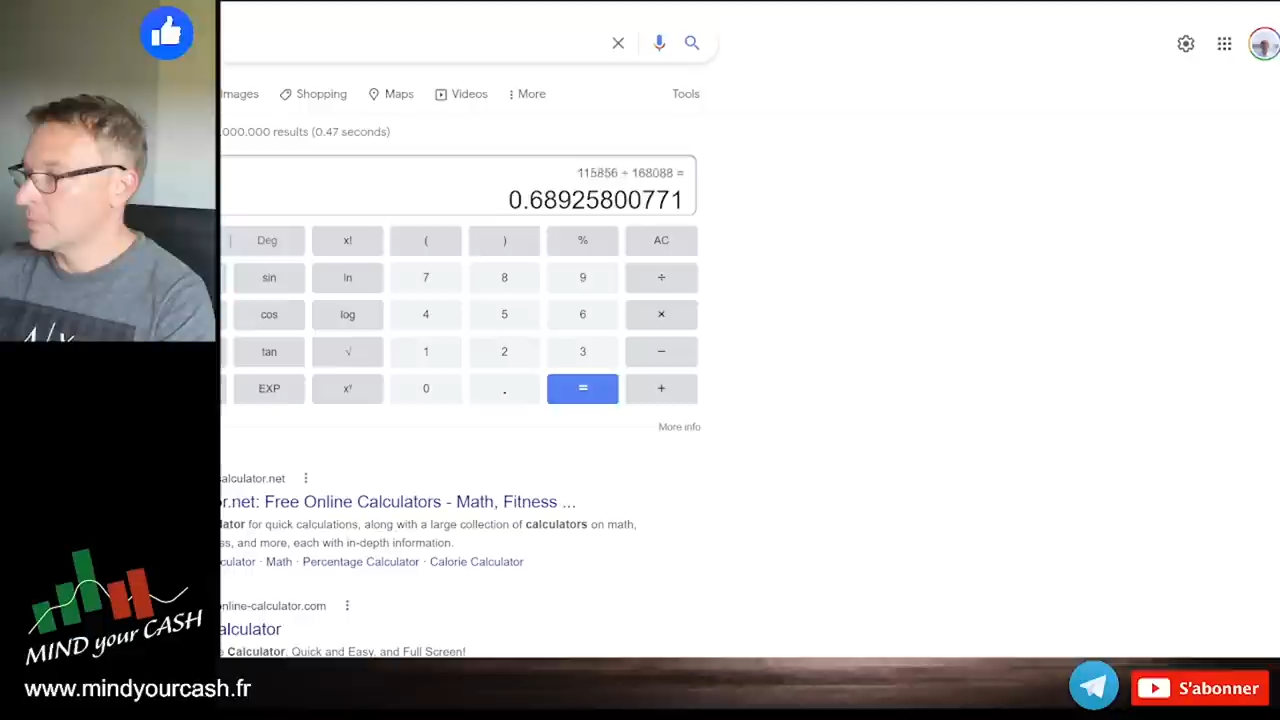 mages
Shopping
Maps
Videos
More
Tools
.000.000 results (0.47 seconds)
115856 ÷ 168088 =
0.68925800771
Deg x! ( ) % AC
sin ln 7 8 9 ÷
cos log 4 5 6 ×
tan √ 1 2 3 −
EXP xʸ 0 . = +
More info
alculator.net
r.net: Free Online Calculators - Math, Fitness ...
lator for quick calculations, along with a large collection of calculators on math,
ss, and more, each with in-depth information.
culator · Math · Percentage Calculator · Calorie Calculator
nline-calculator.com
alculator
e Calculator, Quick and Easy, and Full Screen!
MIND your CASH
www.mindyourcash.fr
S'abonner